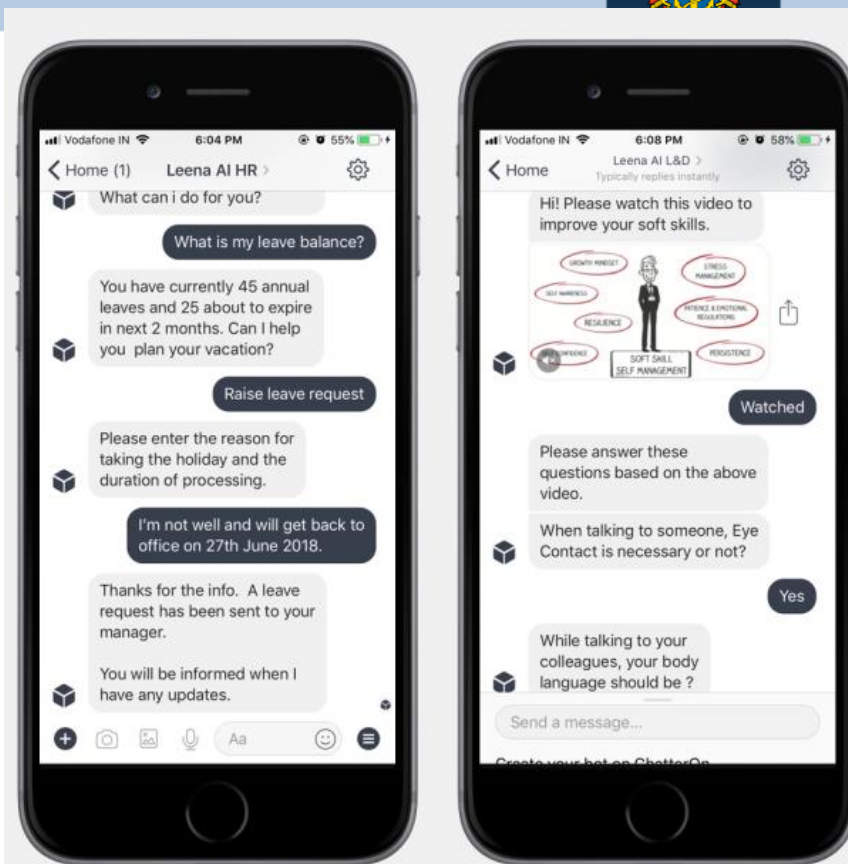 Vodafone IN
6:04 PM
55%
Home (1)
Leena AI HR
What can i do for you?
What is my leave balance?
You have currently 45 annual
leaves and 25 about to expire
in next 2 months. Can I help
you plan your vacation?
Raise leave request
Please enter the reason for
taking the holiday and the
duration of processing.
I'm not well and will get back to
office on 27th June 2018.
Thanks for the info. A leave
request has been sent to your
manager.
You will be informed when I
have any updates.
Aa
Vodafone IN
6:08 PM
58%
Home
Leena AI L&D
Typically replies instantly
Hi! Please watch this video to
improve your soft skills.
GROWTH MINDSET
STRESS
MANAGEMENT
SELF AWARENESS
PATIENCE & EMOTIONAL
REGULATIONS
RESILIENCE
PERSISTENCE
SOFT SKILL
SELF MANAGEMENT
Watched
Please answer these
questions based on the above
video.
When talking to someone, Eye
Contact is necessary or not?
Yes
While talking to your
colleagues, your body
language should be ?
Send a message...
Create your bot on ChatterOn